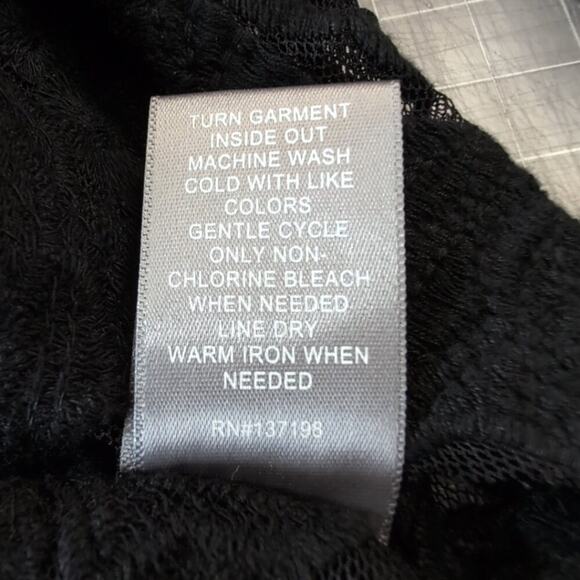 TURN GARMENT
INSIDE OUT
MACHINE WASH
COLD WITH LIKE
COLORS
GENTLE CYCLE
ONLY NON-
CHLORINE BLEACH
WHEN NEEDED
LINE DRY
WARM IRON WHEN
NEEDED
RN#137198